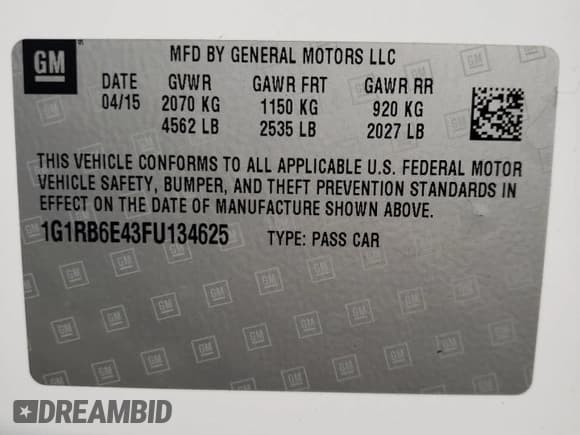 GM
MFD BY GENERAL MOTORS LLC
DATE GVWR GAWR FRT GAWR RR
04/15 2070 KG 1150 KG 920 KG
4562 LB 2535 LB 2027 LB
THIS VEHICLE CONFORMS TO ALL APPLICABLE U.S. FEDERAL MOTOR
VEHICLE SAFETY, BUMPER, AND THEFT PREVENTION STANDARDS IN
EFFECT ON THE DATE OF MANUFACTURE SHOWN ABOVE.
1G1RB6E43FU134625 TYPE: PASS CAR
DREAMBID